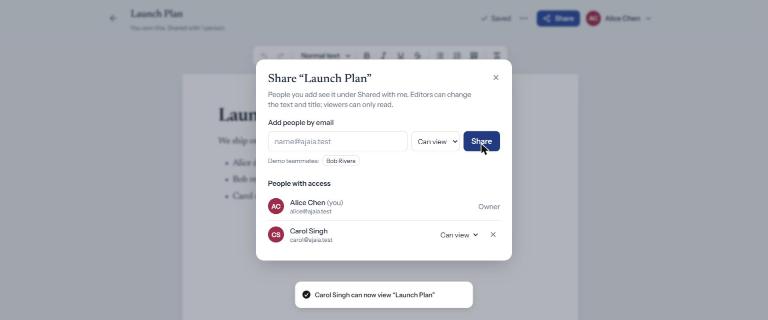 Launch Plan
You own this. Shared with 1 person.
Saved
Share
AC
Alice Chen
Normal text
B I U S
Laun
We ship o
Alice
Bob
Carol
Share “Launch Plan”
People you add see it under Shared with me. Editors can change
the text and title; viewers can only read.
Add people by email
name@ajaia.test
Can view
Share
Demo teammates:
Bob Rivera
People with access
AC
Alice Chen (you)
alice@ajaia.test
Owner
CS
Carol Singh
carol@ajaia.test
Can view
Carol Singh can now view “Launch Plan”